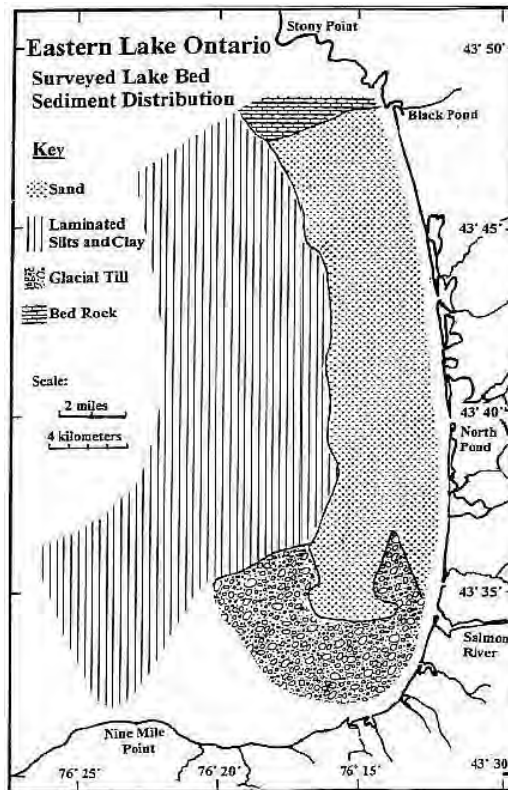 Eastern Lake Ontario
Surveyed Lake Bed
Sediment Distribution
Key
Sand
Laminated
Silts and Clay
Glacial Till
Bed Rock
Scale:
2 miles
4 kilometers
Stony Point
43° 50'
Black Pond
43° 45'
43° 40'
North
Pond
43° 35'
Salmon
River
Nine Mile
Point
43° 30
76° 25'
76° 20'
76° 15'